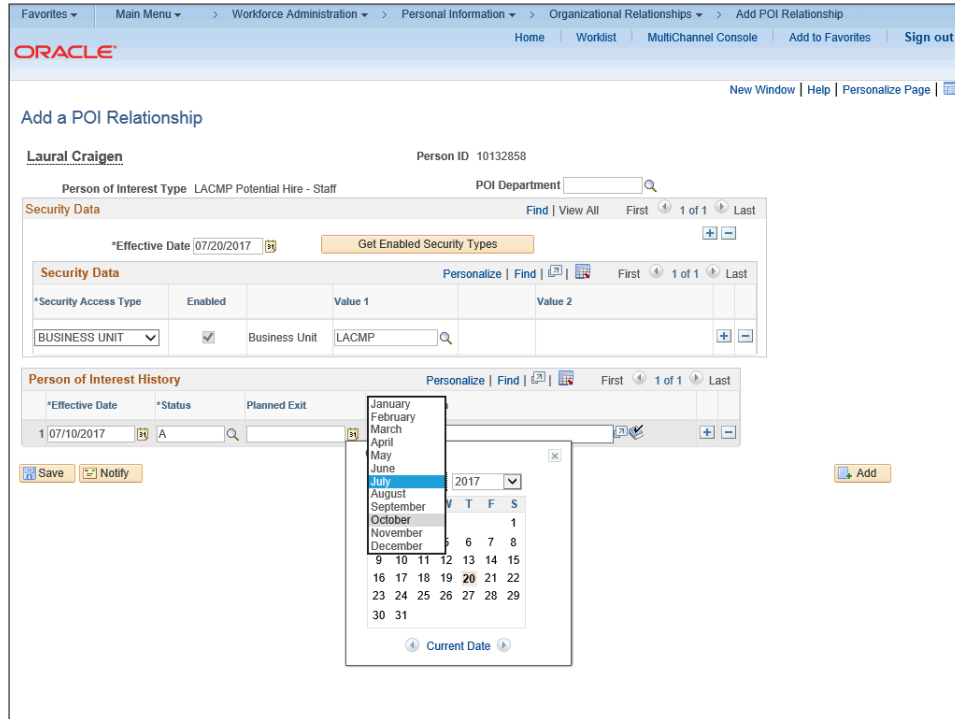 Favorites Main Menu > Workforce Administration > Personal Information > Organizational Relationships > Add POI Relationship
Home Worklist MultiChannel Console Add to Favorites Sign out
ORACLE
New Window | Help | Personalize Page |
Add a POI Relationship
Laural Craigen Person ID 10132858
Person of Interest Type LACMP Potential Hire - Staff POI Department
Security Data Find | View All First 1 of 1 Last
*Effective Date 07/20/2017 31 Get Enabled Security Types
Security Data Personalize | Find | First 1 of 1 Last
*Security Access Type Enabled Value 1 Value 2
BUSINESS UNIT Business Unit LACMP
Person of Interest History Personalize | Find | First 1 of 1 Last
*Effective Date *Status Planned Exit
1 07/10/2017 31 A 31
January
February
March
April
May
June
July 2017
August
September T F S
October 1
November
December 6 7 8
9 10 11 12 13 14 15
16 17 18 19 20 21 22
23 24 25 26 27 28 29
30 31
Current Date
Save Notify Add